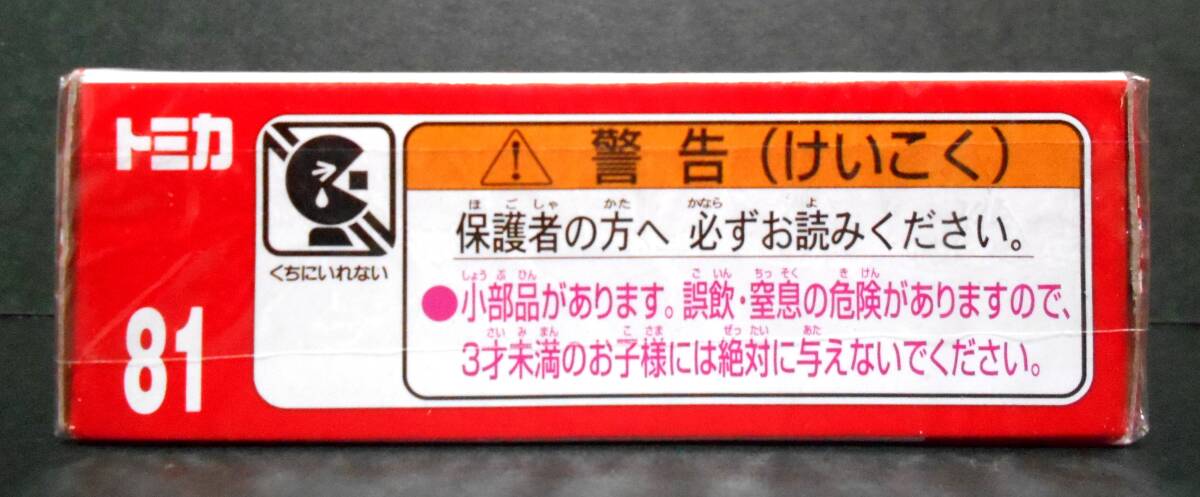 トミカ
81
くちにいれない
警告（けいこく）
ほごしゃ かた かなら よ
保護者の方へ 必ずお読みください。
しょうぶひん ごいん ちっそく きけん
●小部品があります。誤飲・窒息の危険がありますので、
さいみまん こさま ぜったい あた
3才未満のお子様には絶対に与えないでください。